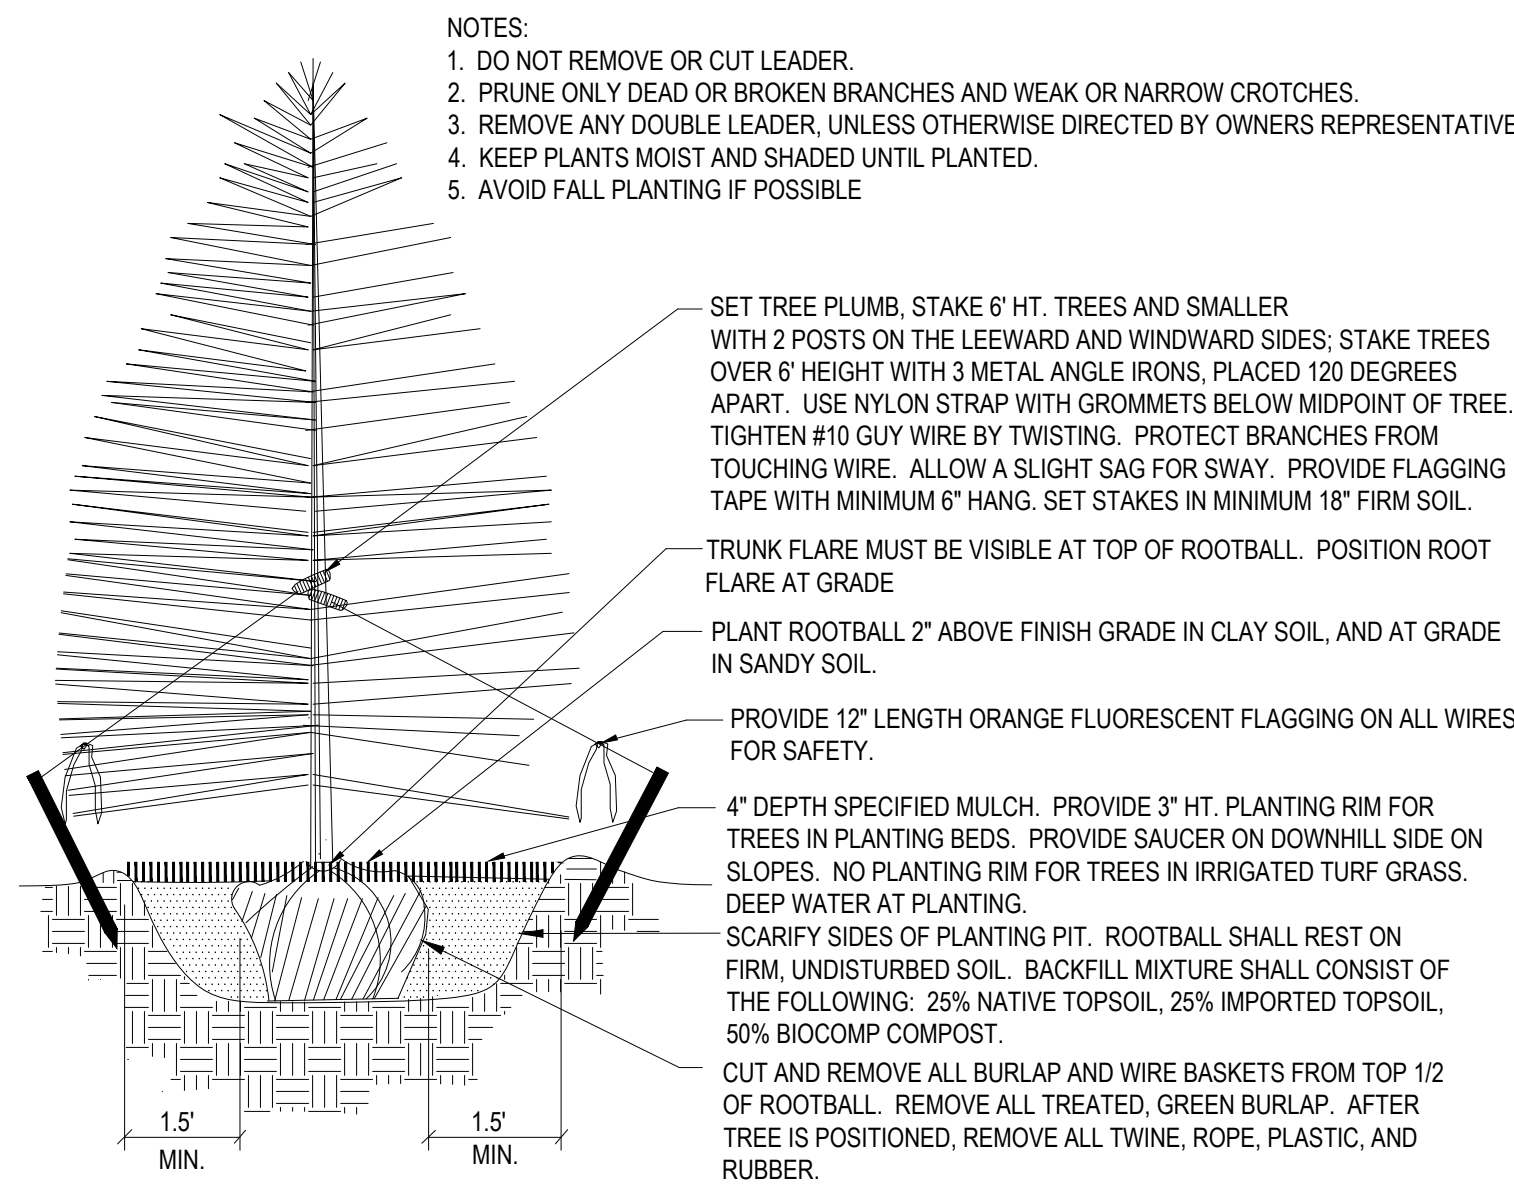 NOTES:
1. DO NOT REMOVE OR CUT LEADER.
2. PRUNE ONLY DEAD OR BROKEN BRANCHES AND WEAK OR NARROW CROTCHES.
3. REMOVE ANY DOUBLE LEADER, UNLESS OTHERWISE DIRECTED BY OWNERS REPRESENTATIVE
4. KEEP PLANTS MOIST AND SHADED UNTIL PLANTED.
5. AVOID FALL PLANTING IF POSSIBLE
SET TREE PLUMB, STAKE 6' HT. TREES AND SMALLER
WITH 2 POSTS ON THE LEEWARD AND WINDWARD SIDES; STAKE TREES
OVER 6' HEIGHT WITH 3 METAL ANGLE IRONS, PLACED 120 DEGREES
APART. USE NYLON STRAP WITH GROMMETS BELOW MIDPOINT OF TREE.
TIGHTEN #10 GUY WIRE BY TWISTING. PROTECT BRANCHES FROM
TOUCHING WIRE. ALLOW A SLIGHT SAG FOR SWAY. PROVIDE FLAGGING
TAPE WITH MINIMUM 6" HANG. SET STAKES IN MINIMUM 18" FIRM SOIL.
TRUNK FLARE MUST BE VISIBLE AT TOP OF ROOTBALL. POSITION ROOT
FLARE AT GRADE
PLANT ROOTBALL 2" ABOVE FINISH GRADE IN CLAY SOIL, AND AT GRADE
IN SANDY SOIL.
PROVIDE 12" LENGTH ORANGE FLUORESCENT FLAGGING ON ALL WIRES
FOR SAFETY.
4" DEPTH SPECIFIED MULCH. PROVIDE 3" HT. PLANTING RIM FOR
TREES IN PLANTING BEDS. PROVIDE SAUCER ON DOWNHILL SIDE ON
SLOPES. NO PLANTING RIM FOR TREES IN IRRIGATED TURF GRASS.
DEEP WATER AT PLANTING.
SCARIFY SIDES OF PLANTING PIT. ROOTBALL SHALL REST ON
FIRM, UNDISTURBED SOIL. BACKFILL MIXTURE SHALL CONSIST OF
THE FOLLOWING: 25% NATIVE TOPSOIL, 25% IMPORTED TOPSOIL,
50% BIOCOMP COMPOST.
CUT AND REMOVE ALL BURLAP AND WIRE BASKETS FROM TOP 1/2
OF ROOTBALL. REMOVE ALL TREATED, GREEN BURLAP. AFTER
TREE IS POSITIONED, REMOVE ALL TWINE, ROPE, PLASTIC, AND
RUBBER.
1.5'
MIN.
1.5'
MIN.